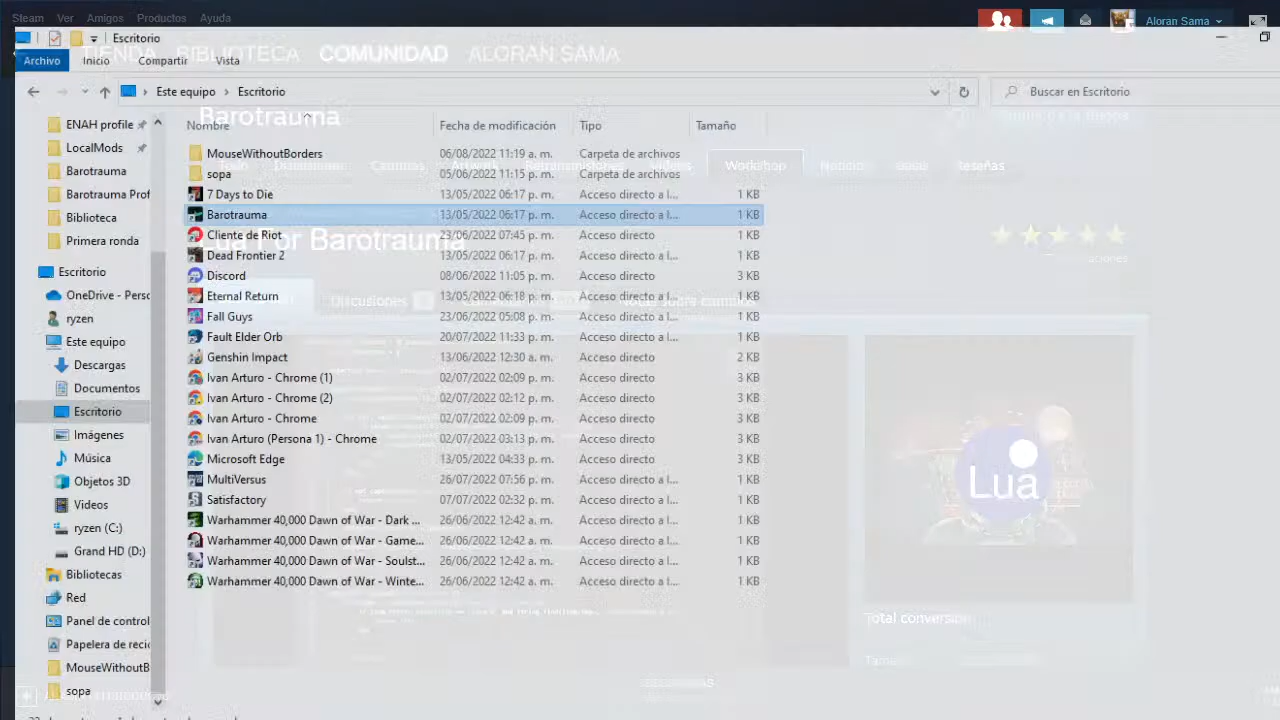 Steam Ver Amigos Productos Ayuda
Aloran Sama
Escritorio
TIENDA BIBLIOTECA COMUNIDAD ALORAN SAMA
Archivo Inicio Compartir Vista
Este equipo > Escritorio
Buscar en Escritorio
Barotrauma
Nombre Fecha de modificación Tipo Tamaño
Workshop
Reseñas
Lua For Barotrauma
Discusiones
ENAH profile
LocalMods
Barotrauma
Barotrauma Prof
Biblioteca
Primera ronda
Escritorio
OneDrive - Perso
ryzen
Este equipo
Descargas
Documentos
Escritorio
Imágenes
Música
Objetos 3D
Videos
ryzen (C:)
Grand HD (D:)
Bibliotecas
Red
Panel de control
Papelera de recic
MouseWithoutB
sopa
MouseWithoutBorders 06/08/2022 11:19 a. m. Carpeta de archivos
sopa 05/06/2022 11:15 p. m. Carpeta de archivos
7 Days to Die 13/05/2022 06:17 p. m. Acceso directo a I... 1 KB
Barotrauma 13/05/2022 06:17 p. m. Acceso directo a I... 1 KB
Cliente de Riot 23/06/2022 07:45 p. m. Acceso directo 1 KB
Dead Frontier 2 13/05/2022 06:17 p. m. Acceso directo a I... 1 KB
Discord 08/06/2022 11:05 p. m. Acceso directo 3 KB
Eternal Return 13/05/2022 06:18 p. m. Acceso directo a I... 1 KB
Fall Guys 23/06/2022 05:08 p. m. Acceso directo a I... 1 KB
Fault Elder Orb 20/07/2022 11:33 p. m. Acceso directo a I... 1 KB
Genshin Impact 13/06/2022 12:30 a. m. Acceso directo 2 KB
Ivan Arturo - Chrome (1) 02/07/2022 02:09 p. m. Acceso directo 3 KB
Ivan Arturo - Chrome (2) 02/07/2022 02:12 p. m. Acceso directo 3 KB
Ivan Arturo - Chrome 02/07/2022 02:09 p. m. Acceso directo 3 KB
Ivan Arturo (Persona 1) - Chrome 02/07/2022 03:13 p. m. Acceso directo 3 KB
Microsoft Edge 13/05/2022 04:33 p. m. Acceso directo 3 KB
MultiVersus 26/07/2022 07:56 p. m. Acceso directo a I... 1 KB
Satisfactory 07/07/2022 02:32 p. m. Acceso directo a I... 1 KB
Warhammer 40,000 Dawn of War - Dark ... 26/06/2022 12:42 a. m. Acceso directo a I... 1 KB
Warhammer 40,000 Dawn of War - Game... 26/06/2022 12:42 a. m. Acceso directo a I... 1 KB
Warhammer 40,000 Dawn of War - Soulst... 26/06/2022 12:42 a. m. Acceso directo a I... 1 KB
Warhammer 40,000 Dawn of War - Winte... 26/06/2022 12:42 a. m. Acceso directo a I... 1 KB
Lua
Total conversion